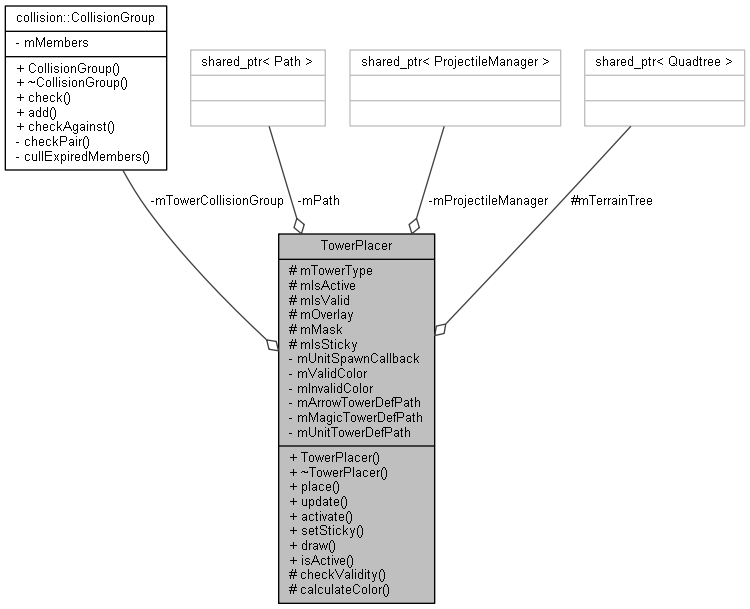 collision::CollisionGroup
- mMembers
+ CollisionGroup()
+ ~CollisionGroup()
+ check()
+ add()
+ checkAgainst()
- checkPair()
- cullExpiredMembers()
shared_ptr< Path >
shared_ptr< ProjectileManager >
shared_ptr< Quadtree >
-mTowerCollisionGroup
-mPath
-mProjectileManager
#mTerrainTree
TowerPlacer
# mTowerType
# mIsActive
# mIsValid
# mOverlay
# mMask
# mIsSticky
- mUnitSpawnCallback
- mValidColor
- mInvalidColor
- mArrowTowerDefPath
- mMagicTowerDefPath
- mUnitTowerDefPath
+ TowerPlacer()
+ ~TowerPlacer()
+ place()
+ update()
+ activate()
+ setSticky()
+ draw()
+ isActive()
# checkValidity()
# calculateColor()